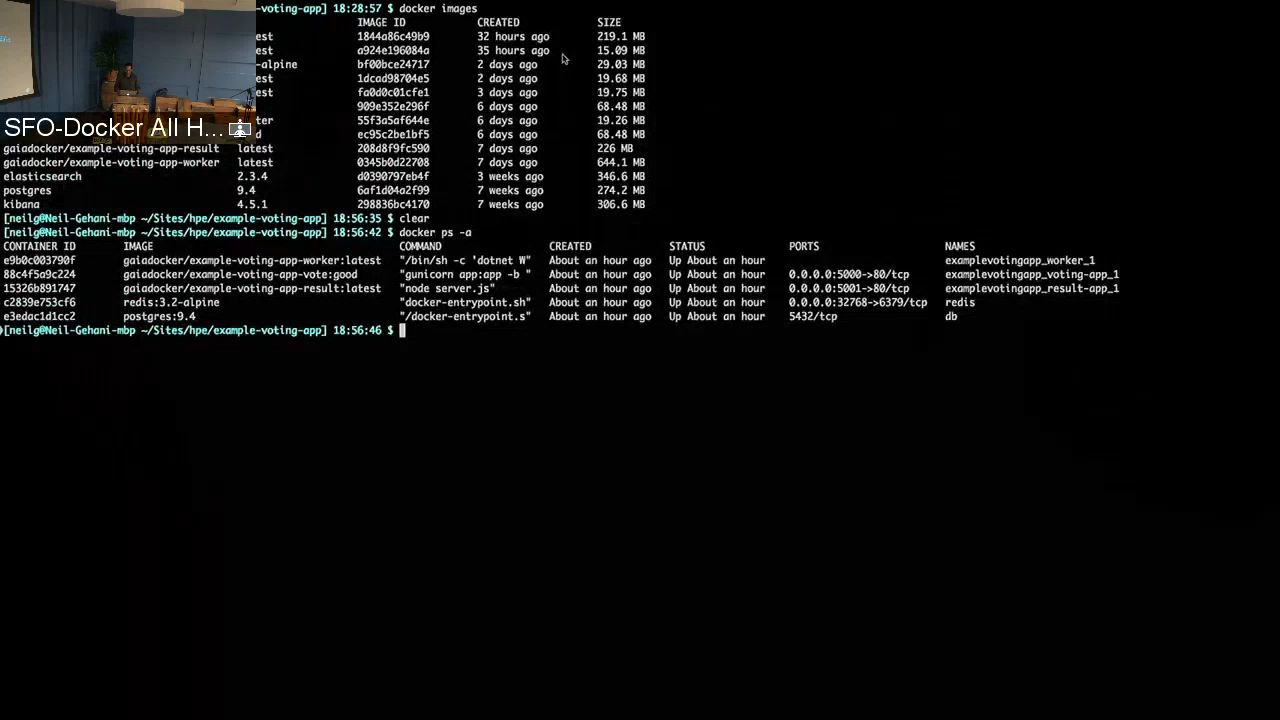 -voting-app] 18:28:57 $ docker images
IMAGE ID CREATED SIZE
est 1844a86c49b9 32 hours ago 219.1 MB
est a924e196084a 35 hours ago 15.09 MB
-alpine bf00bce24717 2 days ago 29.03 MB
est 1dcad98704e5 2 days ago 19.68 MB
est fa0d0c01cfe1 3 days ago 19.75 MB
909e352e296f 6 days ago 68.48 MB
ter 55f3a5af644e 6 days ago 19.26 MB
SFO-Docker All H...
d ec95c2be1bf5 6 days ago 68.48 MB
gaiadocker/example-voting-app-result latest 208d8f9fc590 7 days ago 226 MB
gaiadocker/example-voting-app-worker latest 0345b0d22708 7 days ago 644.1 MB
elasticsearch 2.3.4 d0390797eb4f 3 weeks ago 346.6 MB
postgres 9.4 6af1d04a2f99 7 weeks ago 274.2 MB
kibana 4.5.1 298836bc4170 7 weeks ago 306.6 MB
[neilg@Neil-Gehani-mbp ~/Sites/hpe/example-voting-app] 18:56:35 $ clear
[neilg@Neil-Gehani-mbp ~/Sites/hpe/example-voting-app] 18:56:42 $ docker ps -a
CONTAINER ID IMAGE COMMAND CREATED STATUS PORTS NAMES
e9b0c003790f gaiadocker/example-voting-app-worker:latest "/bin/sh -c 'dotnet W" About an hour ago Up About an hour examplevotingapp_worker_1
88c4f5a9c224 gaiadocker/example-voting-app-vote:good "gunicorn app:app -b " About an hour ago Up About an hour 0.0.0.0:5000->80/tcp examplevotingapp_voting-app_1
15326b891747 gaiadocker/example-voting-app-result:latest "node server.js" About an hour ago Up About an hour 0.0.0.0:5001->80/tcp examplevotingapp_result-app_1
c2839e753cf6 redis:3.2-alpine "docker-entrypoint.sh" About an hour ago Up About an hour 0.0.0.0:32768->6379/tcp redis
e3edac1d1cc2 postgres:9.4 "/docker-entrypoint.s" About an hour ago Up About an hour 5432/tcp db
[neilg@Neil-Gehani-mbp ~/Sites/hpe/example-voting-app] 18:56:46 $